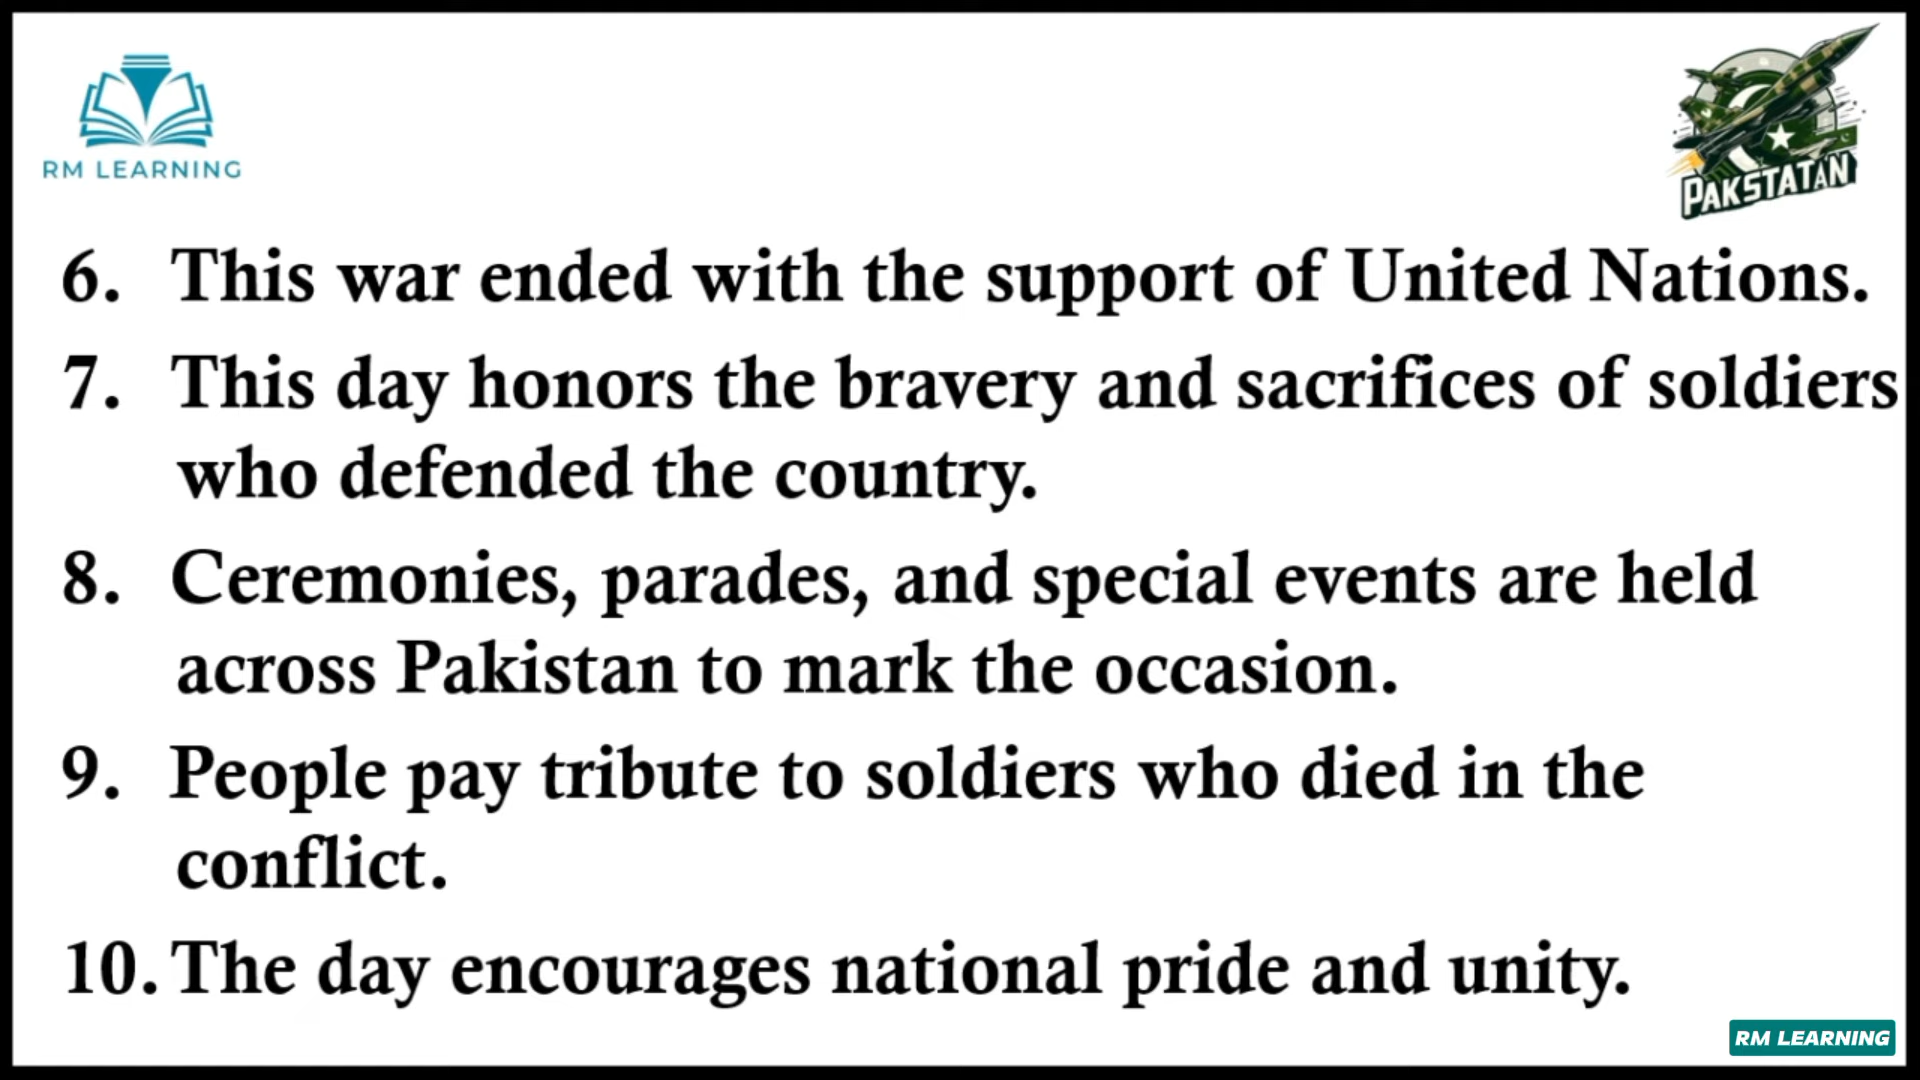 RM LEARNING
PAKSTATAN
6. This war ended with the support of United Nations.
7. This day honors the bravery and sacrifices of soldiers
who defended the country.
8. Ceremonies, parades, and special events are held
across Pakistan to mark the occasion.
9. People pay tribute to soldiers who died in the
conflict.
10. The day encourages national pride and unity.
RM LEARNING